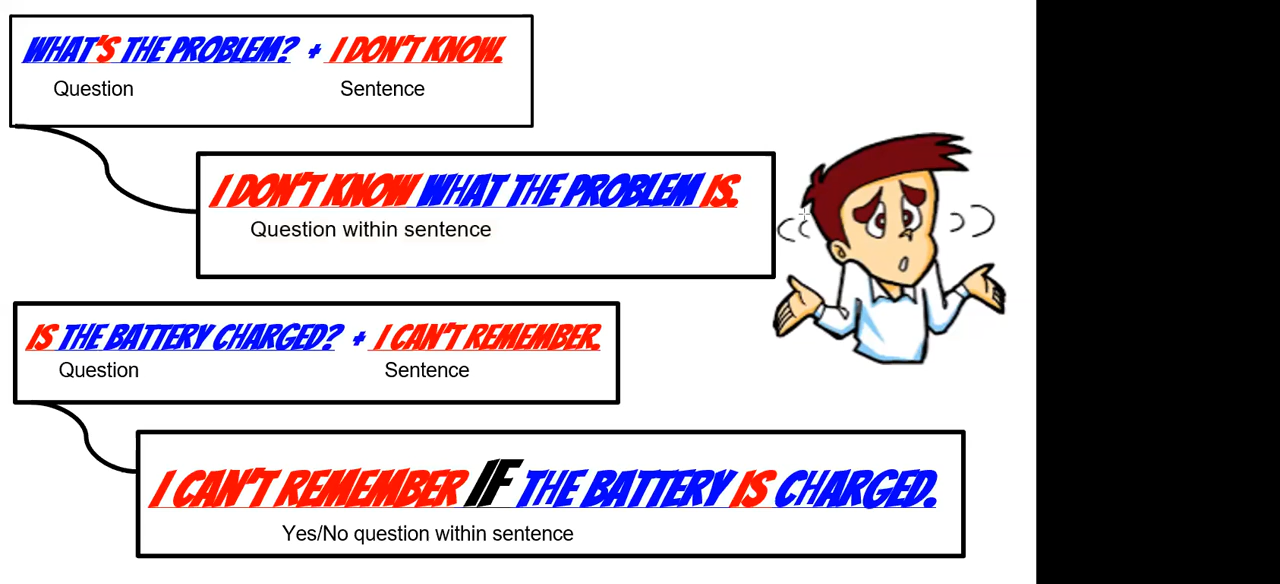 WHAT'S THE PROBLEM? + I DON'T KNOW.
Question Sentence
I DON'T KNOW WHAT THE PROBLEM IS.
Question within sentence
IS THE BATTERY CHARGED? + I CAN'T REMEMBER.
Question Sentence
I CAN'T REMEMBER IF THE BATTERY IS CHARGED.
Yes/No question within sentence